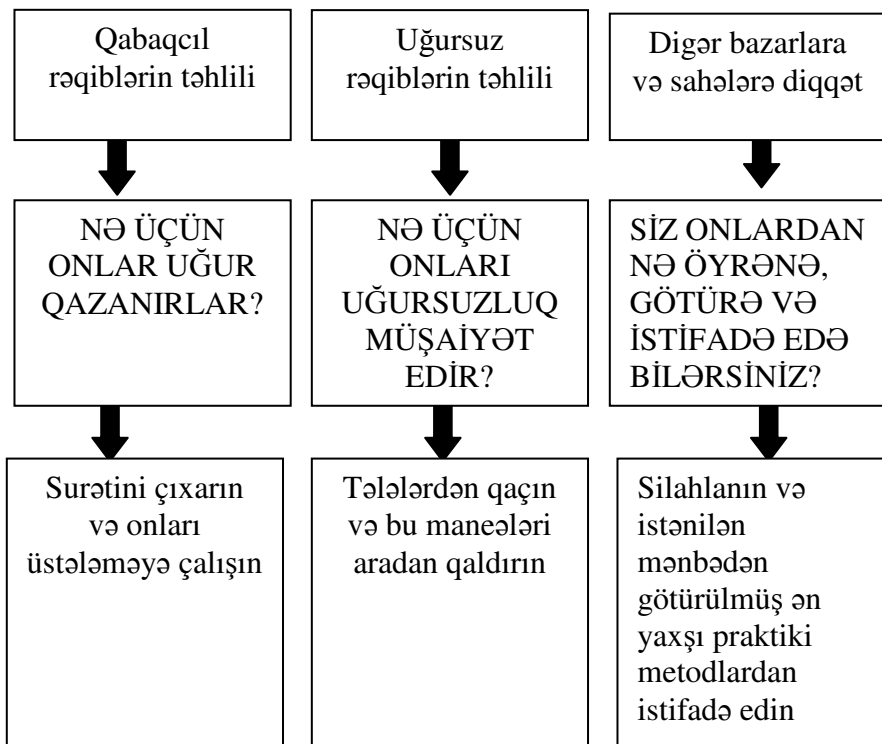 Qabaqcıl
rəqiblərin təhlili
Uğursuz
rəqiblərin təhlili
Digər bazarlara
və sahələrə diqqət
NƏ ÜÇÜN
ONLAR UĞUR
QAZANIRLAR?
NƏ ÜÇÜN
ONLARI
UĞURSUZLUQ
MÜŞAİYƏT
EDİR?
SİZ ONLARDAN
NƏ ÖYRƏNƏ,
GÖTÜRƏ VƏ
İSTİFADƏ EDƏ
BİLƏRSİNİZ?
Surətini çıxarın
və onları
üstələməyə çalışın
Tələlərdən qaçın
və bu maneələri
aradan qaldırın
Silahlanın və
istənilən
mənbədən
götürülmüş ən
yaxşı praktiki
metodlardan
istifadə edin